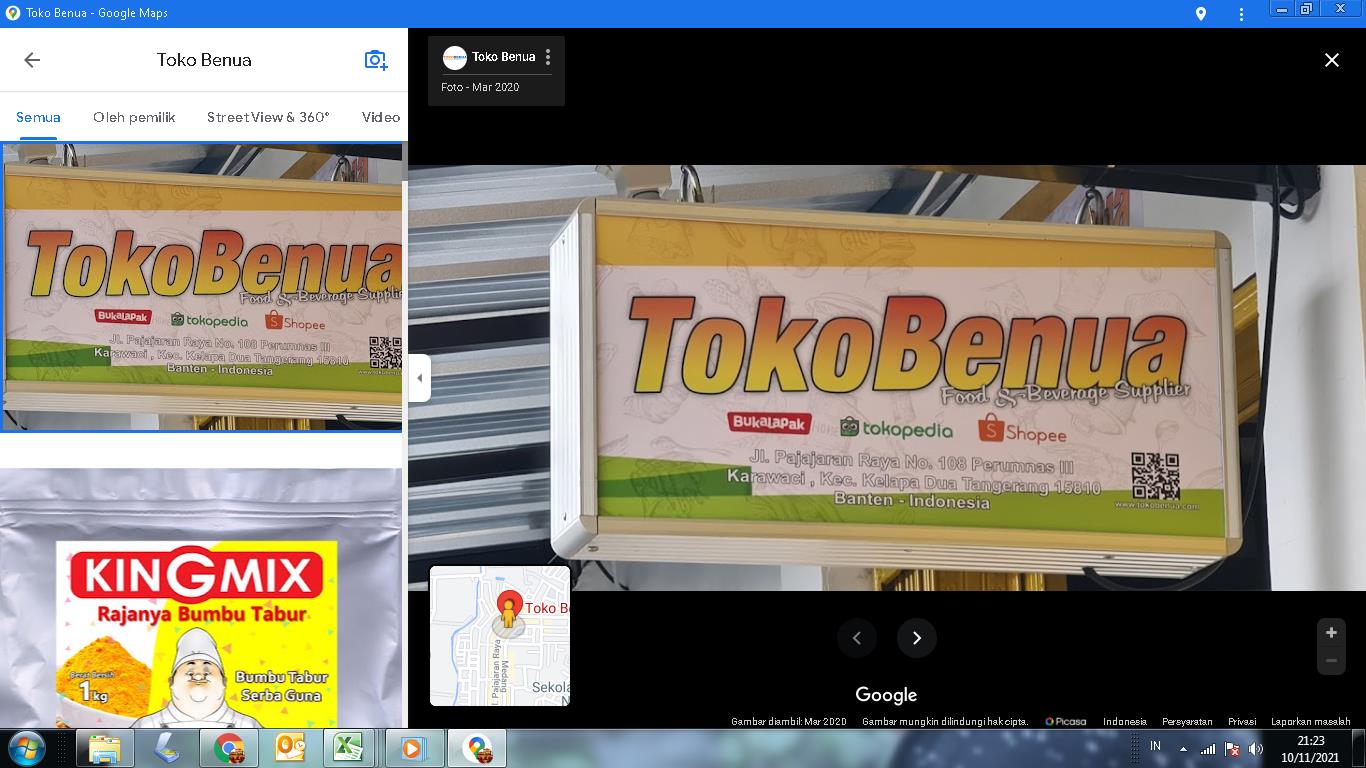 Toko Benua - Google Maps
Toko Benua
Semua Oleh pemilik Street View & 360° Video
TokoBenua
Food & Beverage Supplier
BukaLapak tokopedia Shopee
Jl. Pajajaran Raya No. 108 Perumnas III
Karawaci , Kec. Kelapa Dua Tangerang 15810
Banten - Indonesia
KINGMIX
Rajanya Bumbu Tabur
Berat Bersih
1 kg
Bumbu Tabur
Serba Guna
Toko Benua
Foto - Mar 2020
TokoBenua
Food & Beverage Supplier
BukaLapak tokopedia Shopee
Jl. Pajajaran Raya No. 108 Perumnas III
Karawaci , Kec. Kelapa Dua Tangerang 15810
Banten - Indonesia
www.tokobenua.com
Toko Be
l. Pajajaran Raya
Medang
Sekola
Google
Gambar diambil: Mar 2020 Gambar mungkin dilindungi hak cipta. Picasa Indonesia Persyaratan Privasi Laporkan masalah
IN
21:23
10/11/2021